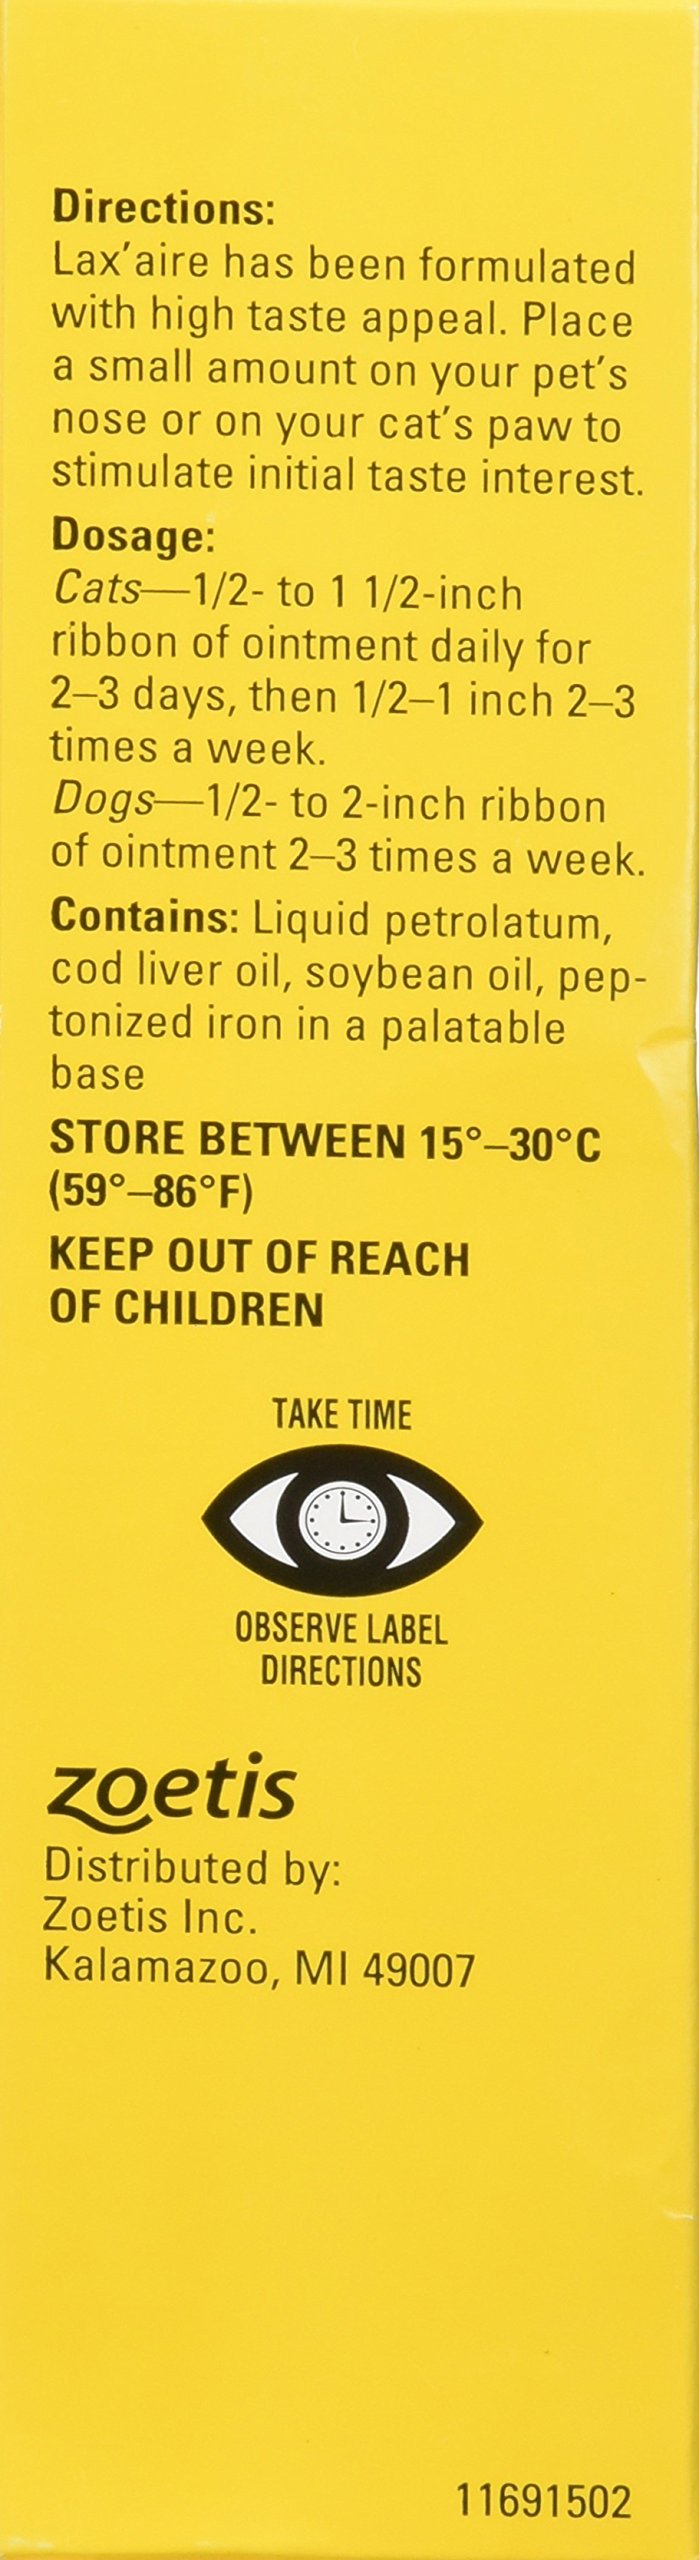 Directions:
Lax'aire has been formulated
with high taste appeal. Place
a small amount on your pet's
nose or on your cat's paw to
stimulate initial taste interest.
Dosage:
Cats—1/2- to 1 1/2-inch
ribbon of ointment daily for
2–3 days, then 1/2–1 inch 2–3
times a week.
Dogs—1/2- to 2-inch ribbon
of ointment 2–3 times a week.
Contains: Liquid petrolatum,
cod liver oil, soybean oil, pep-
tonized iron in a palatable
base
STORE BETWEEN 15°–30°C
(59°–86°F)
KEEP OUT OF REACH
OF CHILDREN
TAKE TIME
OBSERVE LABEL
DIRECTIONS
zoetis
Distributed by:
Zoetis Inc.
Kalamazoo, MI 49007
11691502